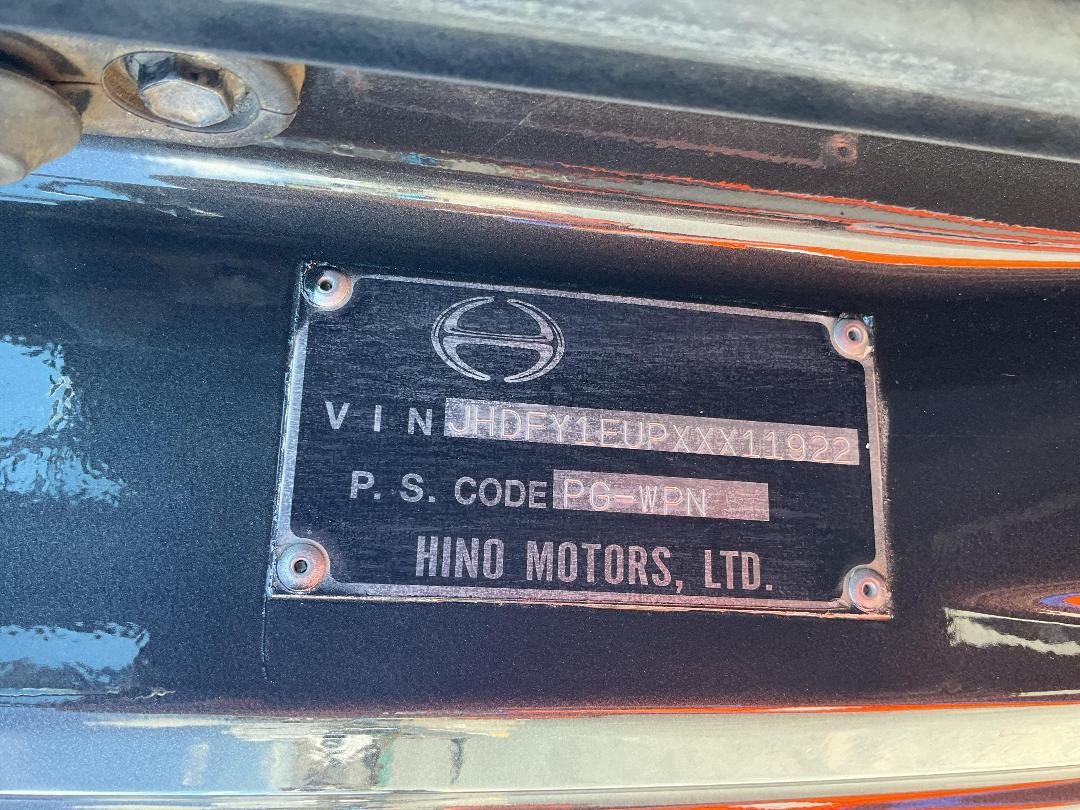 VIN JHDFY1EUPXXX11922
P. S. CODE PG-WPN
HINO MOTORS, LTD.